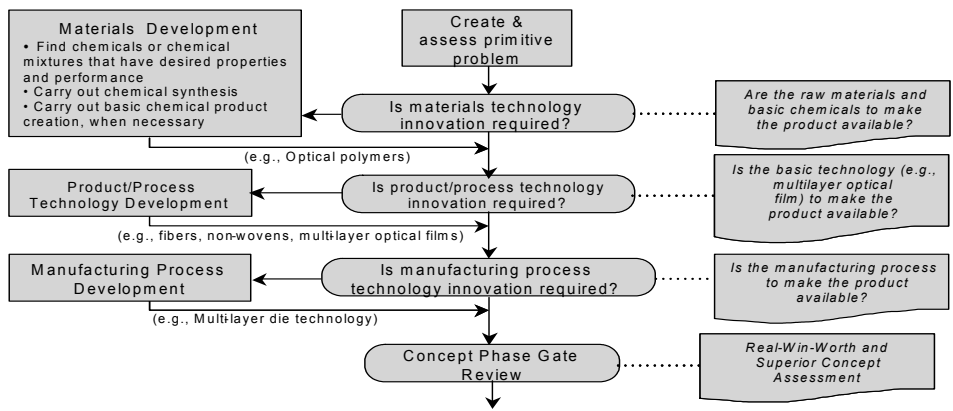 Materials Development
• Find chemicals or chemical
mixtures that have desired properties
and performance
• Carry out chemical synthesis
• Carry out basic chemical product
creation, when necessary
Create &
assess primitive
problem
Is materials technology
innovation required?
Are the raw materials and
basic chemicals to make
the product available?
(e.g., Optical polymers)
Product/Process
Technology Development
Is product/process technology
innovation required?
Is the basic technology (e.g.,
multilayer optical
film) to make the
product available?
(e.g., fibers, non-wovens, multi-layer optical films)
Manufacturing Process
Development
Is manufacturing process
technology innovation required?
Is the manufacturing process
to make the product
available?
(e.g., Multi-layer die technology)
Concept Phase Gate
Review
Real-Win-Worth and
Superior Concept
Assessment